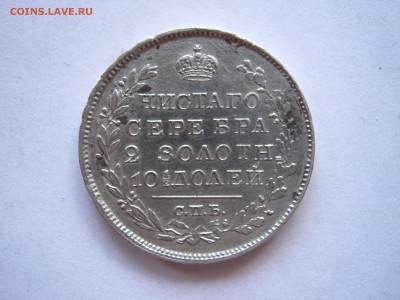 COINS.LAVE.RU
ЧИСТАГО
СЕРЕБРА
2 ЗОЛОТН.
10½ ДОЛЕЙ.
С.П.Б.